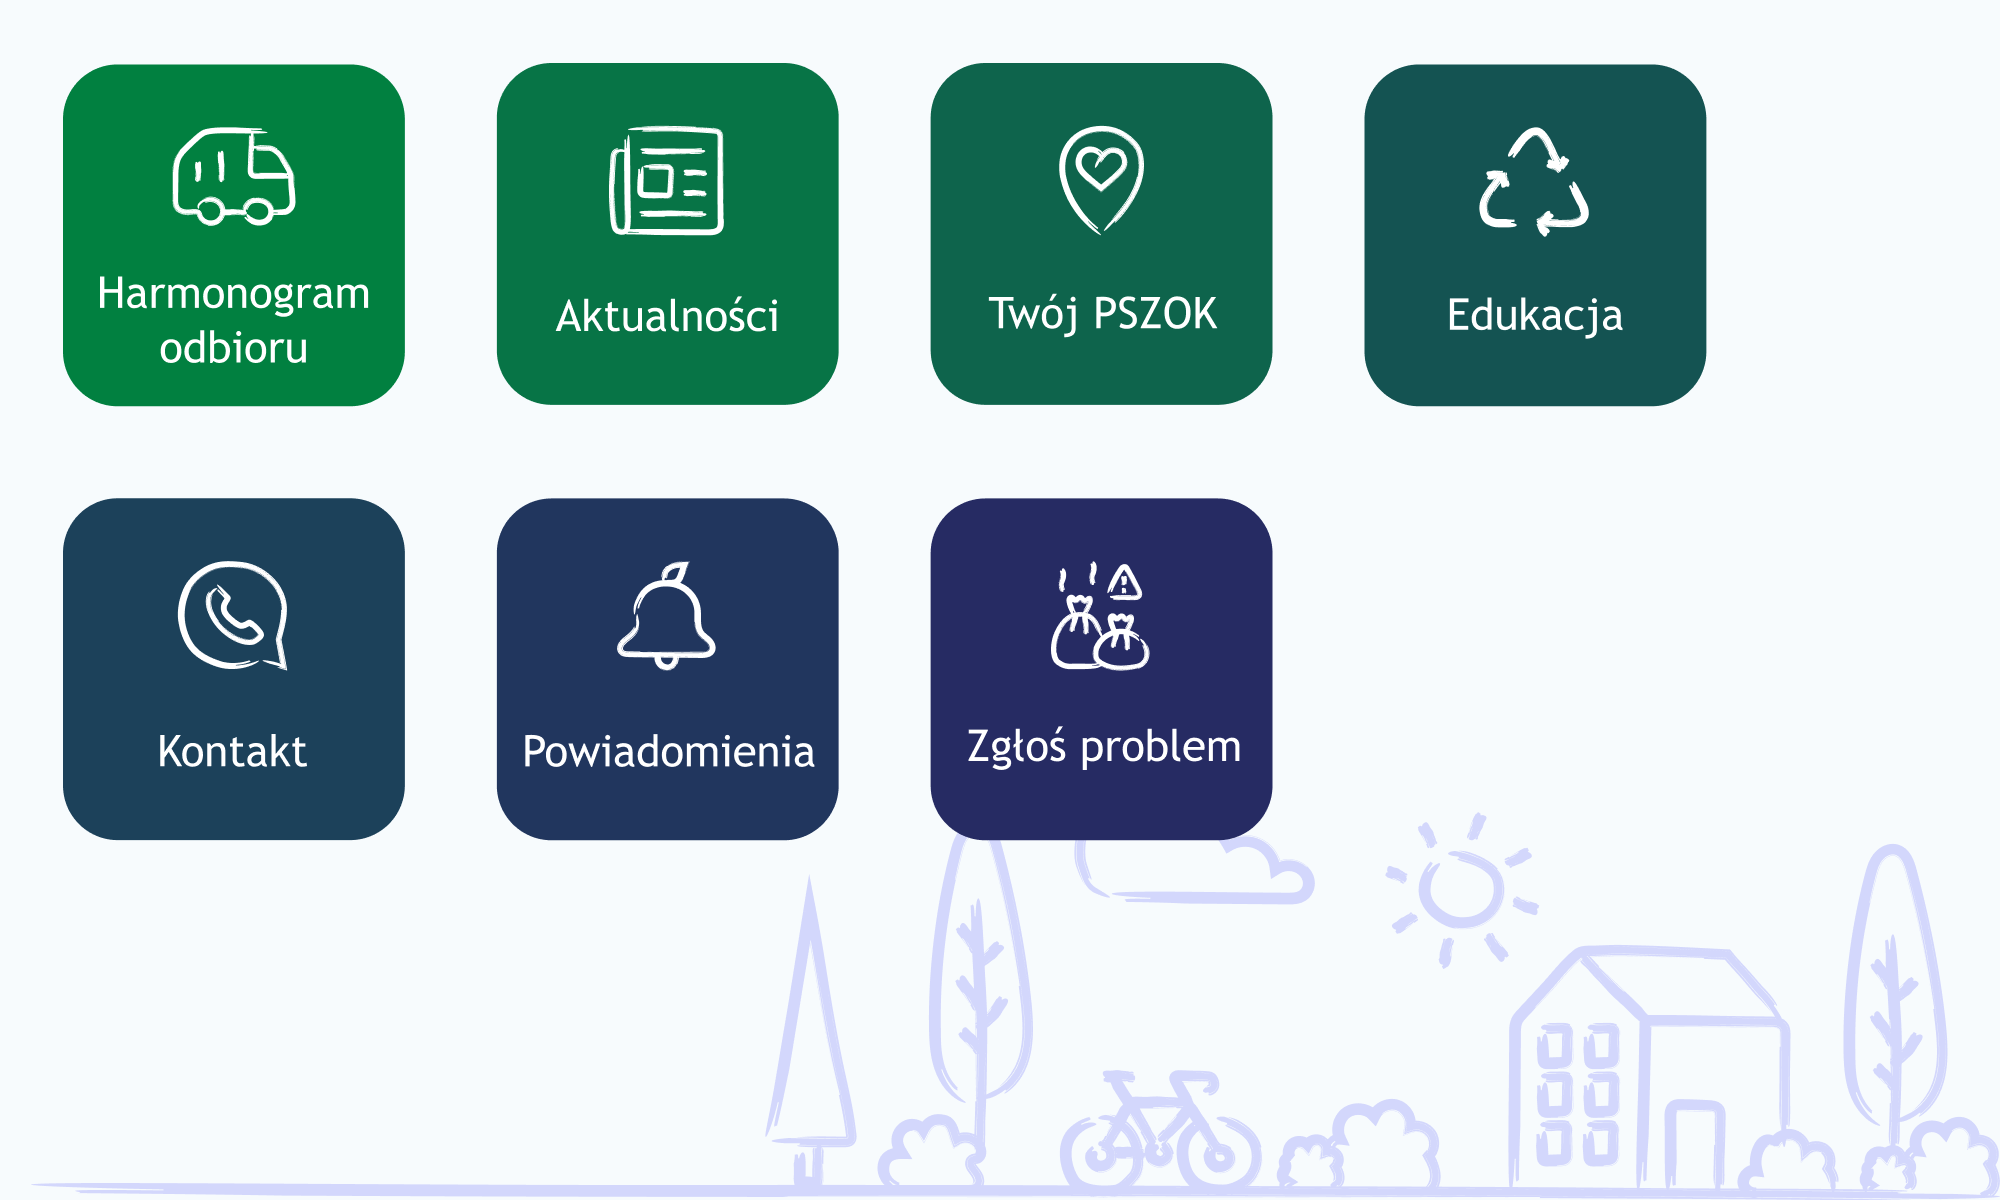 Harmonogram
odbioru
Aktualności
Twój PSZOK
Edukacja
Kontakt
Powiadomienia
Zgłoś problem